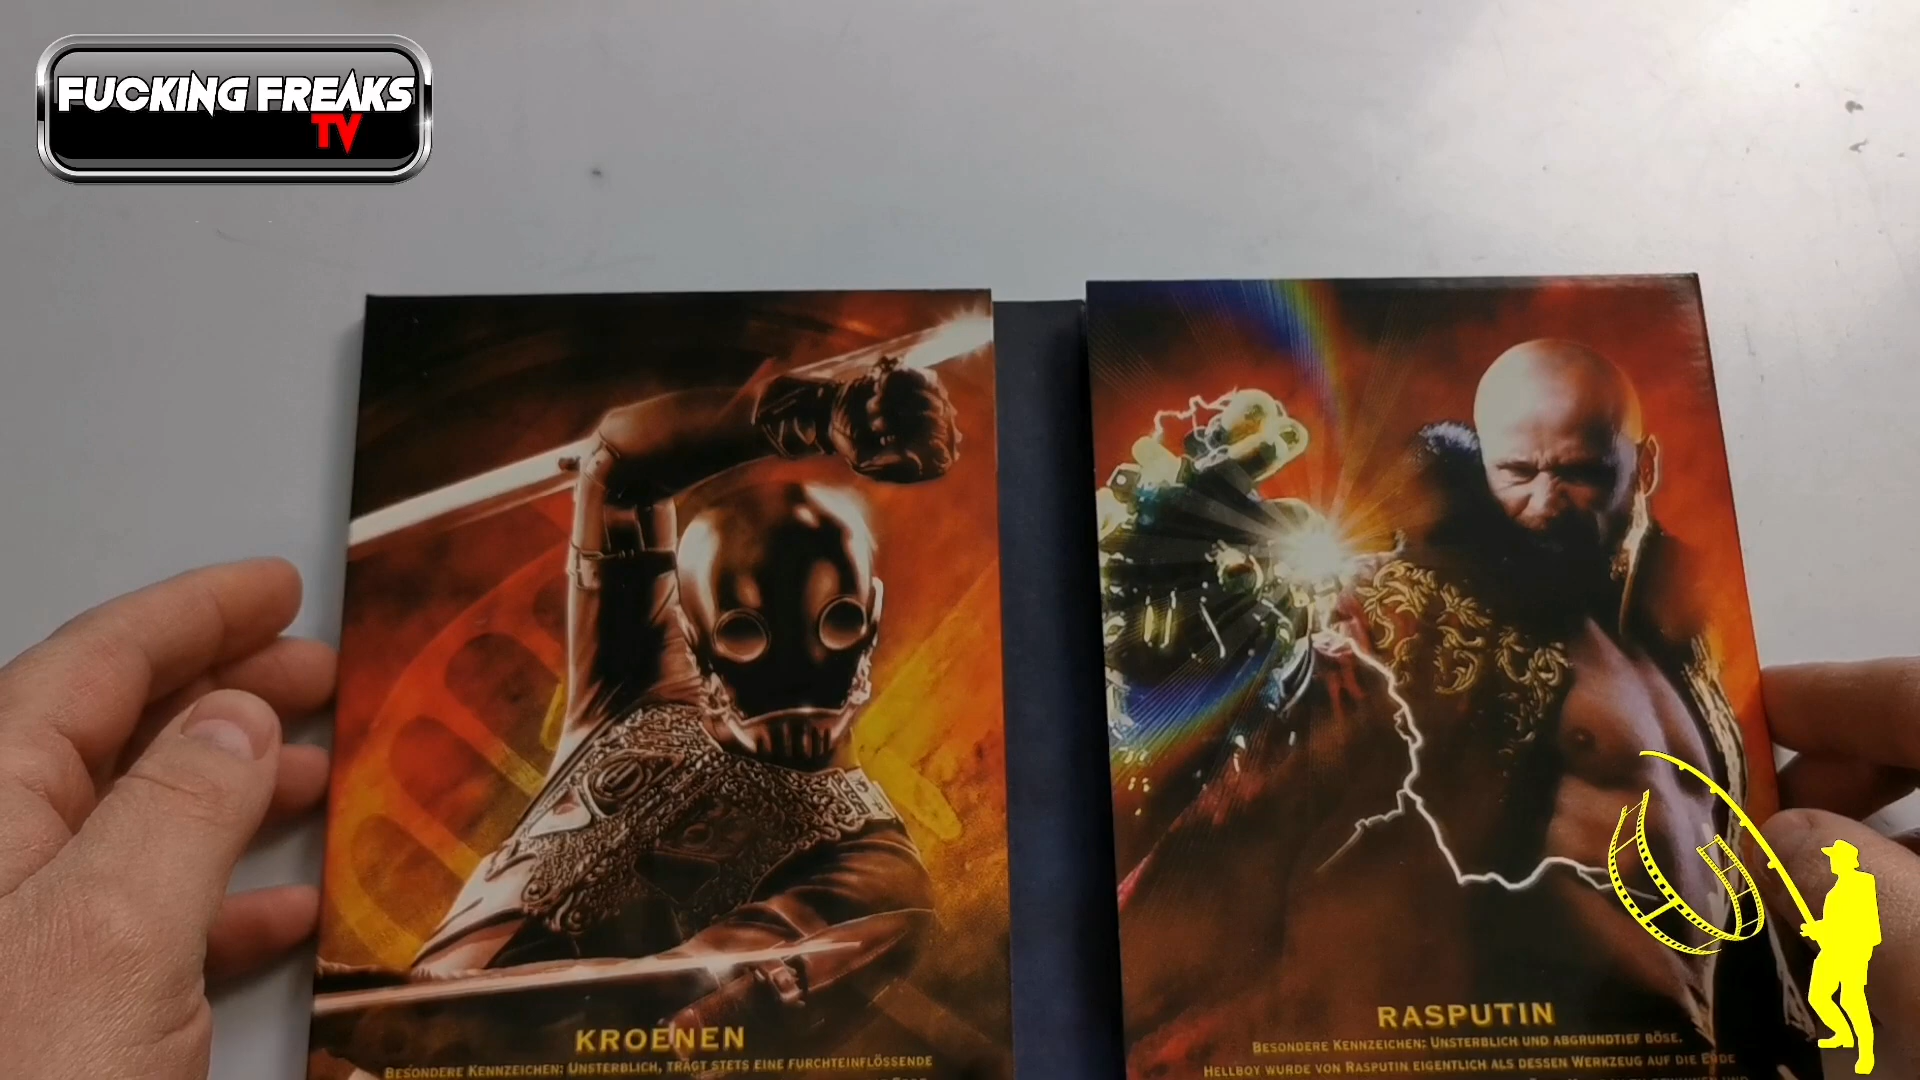 FUCKING FREAKS
TV
KROENEN
BESONDERE KENNZEICHEN: UNSTERBLICH, TRÄGT STETS EINE FURCHTEINFLÖSSENDE
RASPUTIN
BESONDERE KENNZEICHEN: UNSTERBLICH UND ABGRUNDTIEF BÖSE.
HELLBOY WURDE VON RASPUTIN EIGENTLICH ALS DESSEN WERKZEUG AUF DIE ERDE